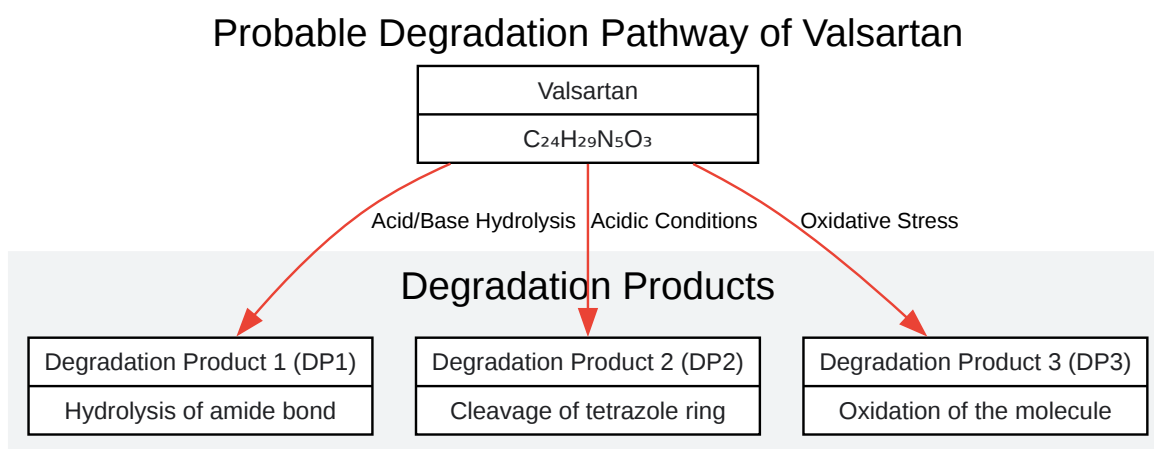 Probable Degradation Pathway of Valsartan
Valsartan
C₂₄H₂₉N₅O₃
Acid/Base Hydrolysis
Acidic Conditions
Oxidative Stress
Degradation Products
Degradation Product 1 (DP1)
Hydrolysis of amide bond
Degradation Product 2 (DP2)
Cleavage of tetrazole ring
Degradation Product 3 (DP3)
Oxidation of the molecule